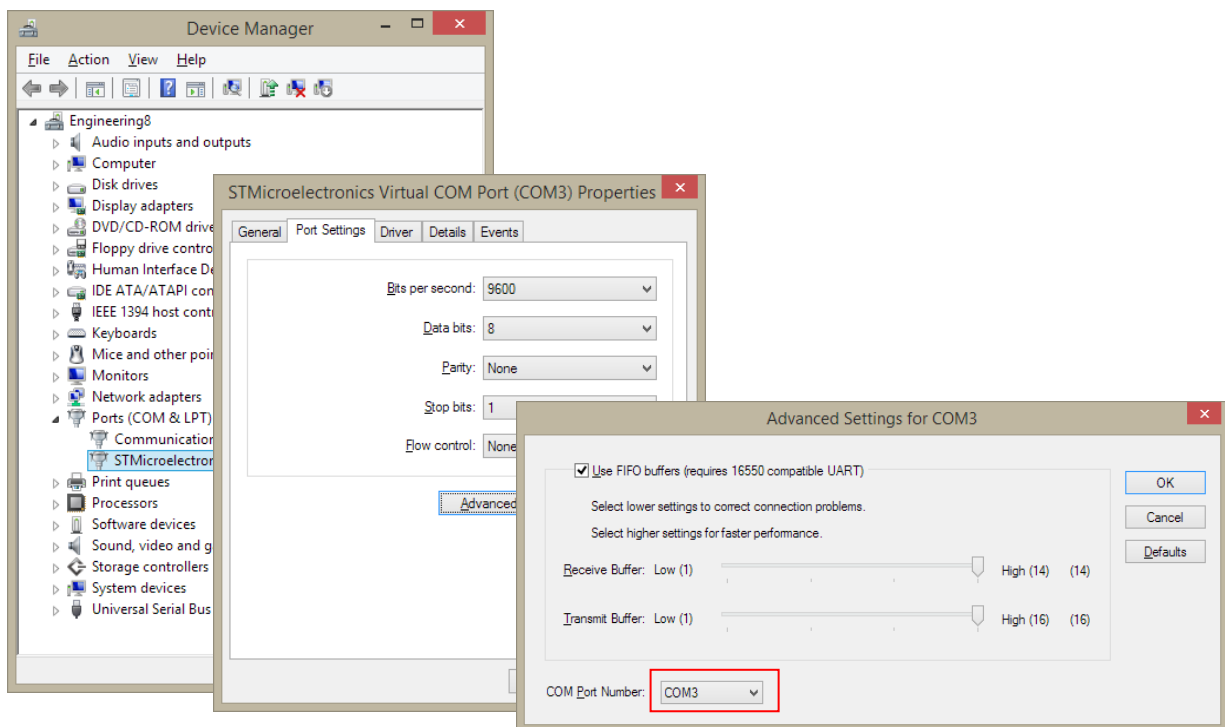 Device Manager
File Action View Help
Engineering8
Audio inputs and outputs
Computer
Disk drives
Display adapters
DVD/CD-ROM drive
Floppy drive contro
Human Interface De
IDE ATA/ATAPI con
IEEE 1394 host contr
Keyboards
Mice and other poin
Monitors
Network adapters
Ports (COM & LPT)
Communication
STMicroelectron
Print queues
Processors
Software devices
Sound, video and g
Storage controllers
System devices
Universal Serial Bus
STMicroelectronics Virtual COM Port (COM3) Properties
General Port Settings Driver Details Events
Bits per second: 9600
Data bits: 8
Parity: None
Stop bits: 1
Flow control: None
Advanced
Advanced Settings for COM3
Use FIFO buffers (requires 16550 compatible UART)
Select lower settings to correct connection problems.
Select higher settings for faster performance.
Receive Buffer: Low (1) High (14) (14)
Transmit Buffer: Low (1) High (16) (16)
COM Port Number: COM3
OK
Cancel
Defaults